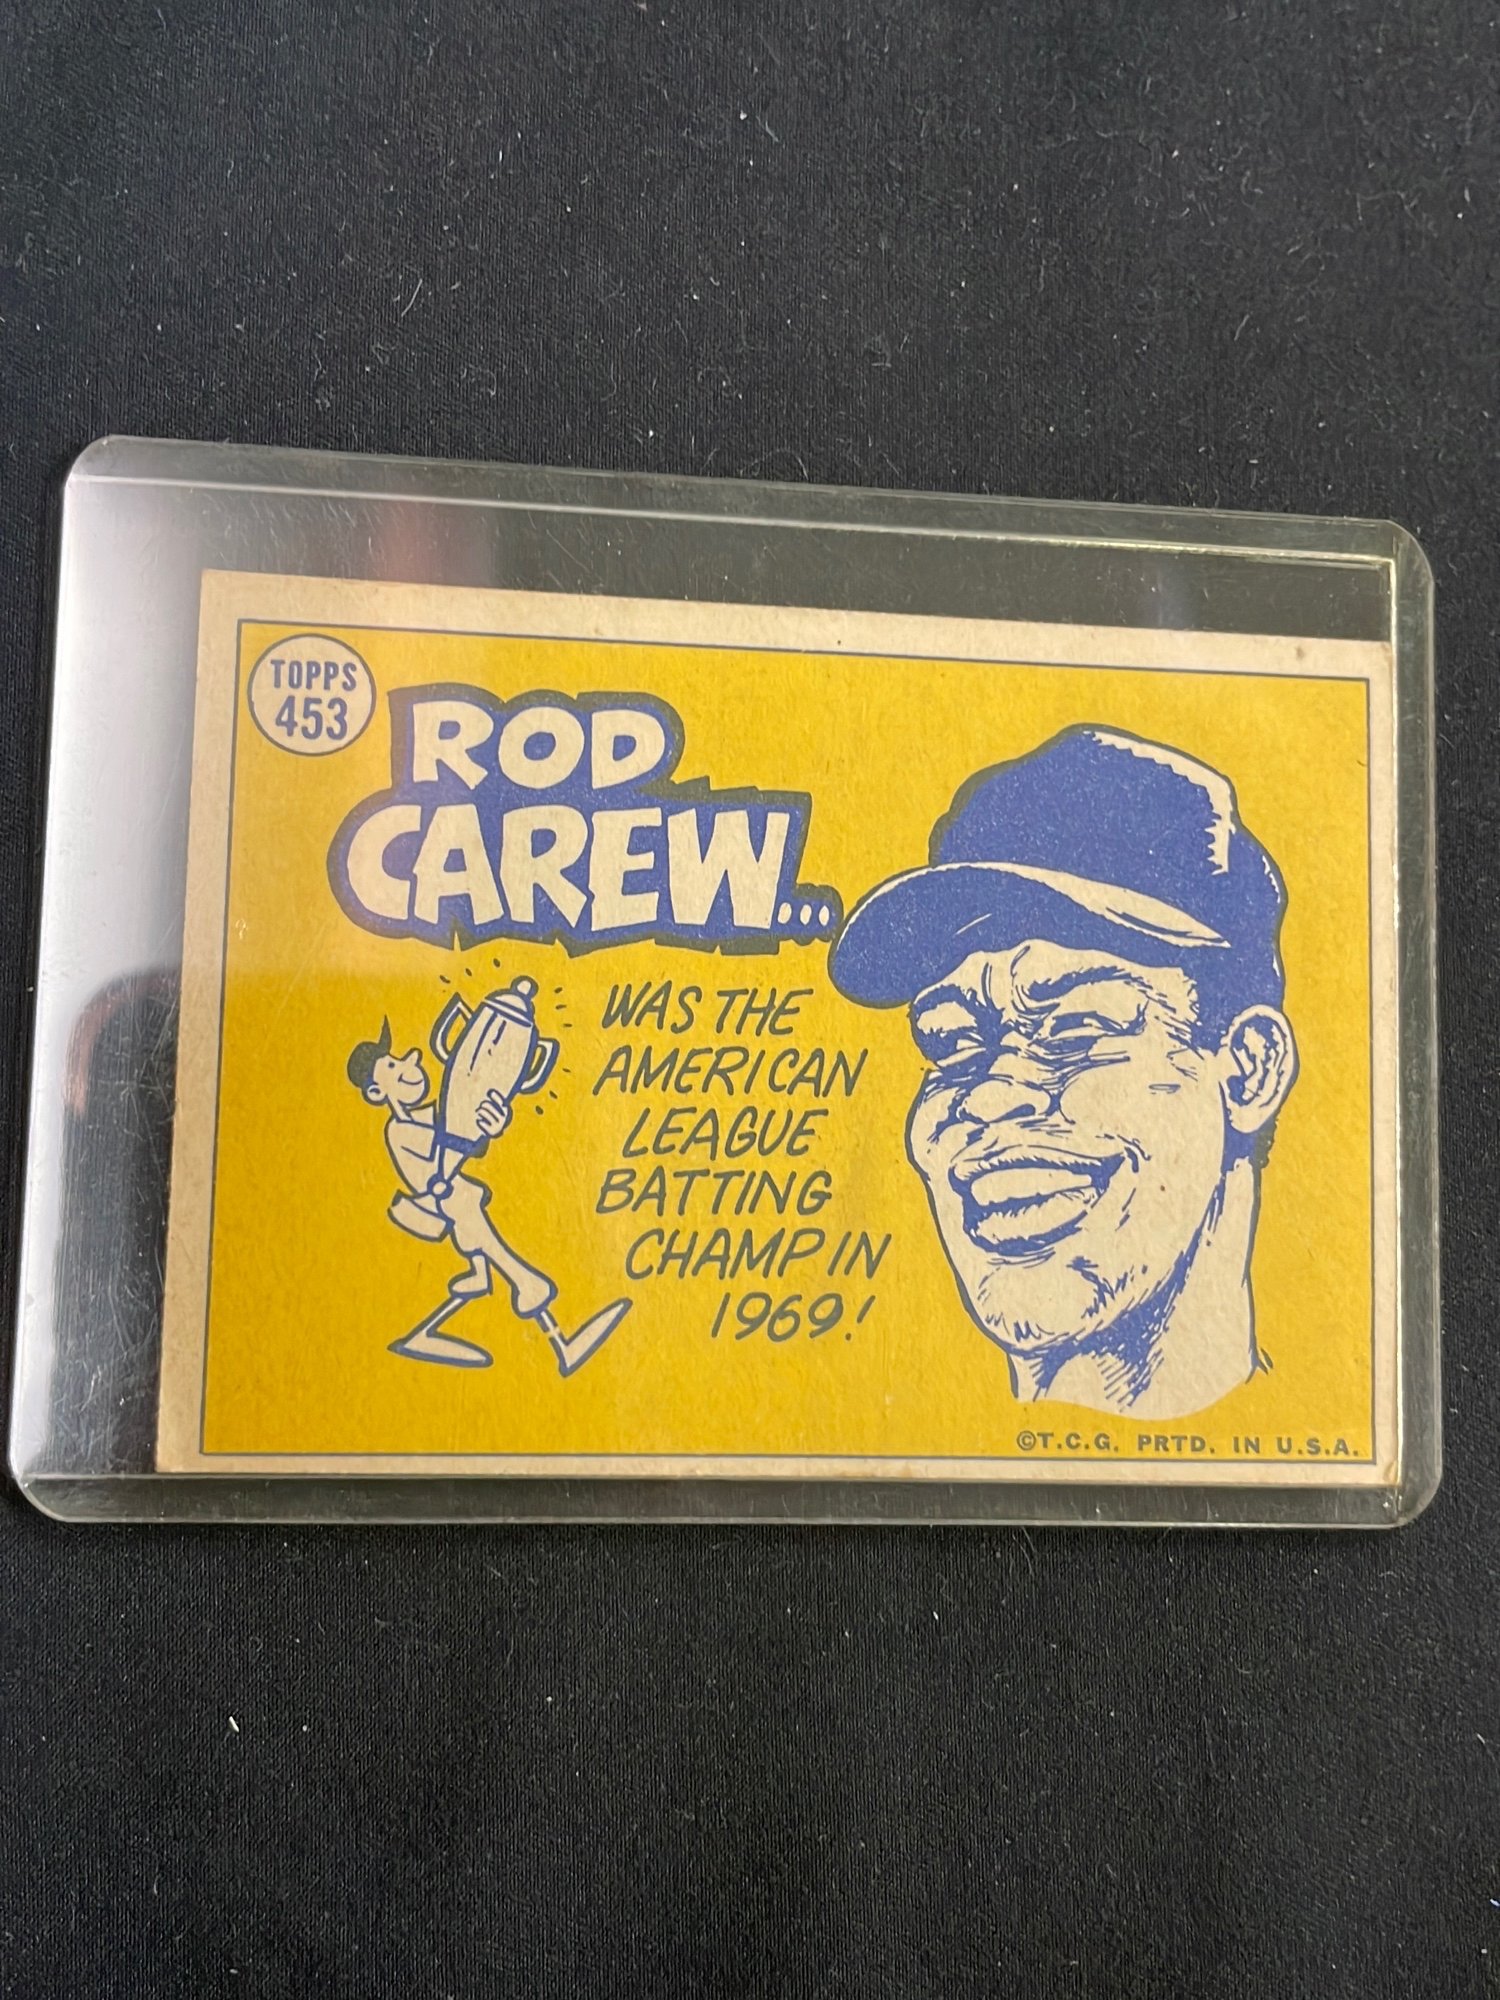 TOPPS
453
ROD
CAREW...
WAS THE
AMERICAN
LEAGUE
BATTING
CHAMP IN
1969!
©T.C.G. PRTD. IN U.S.A.